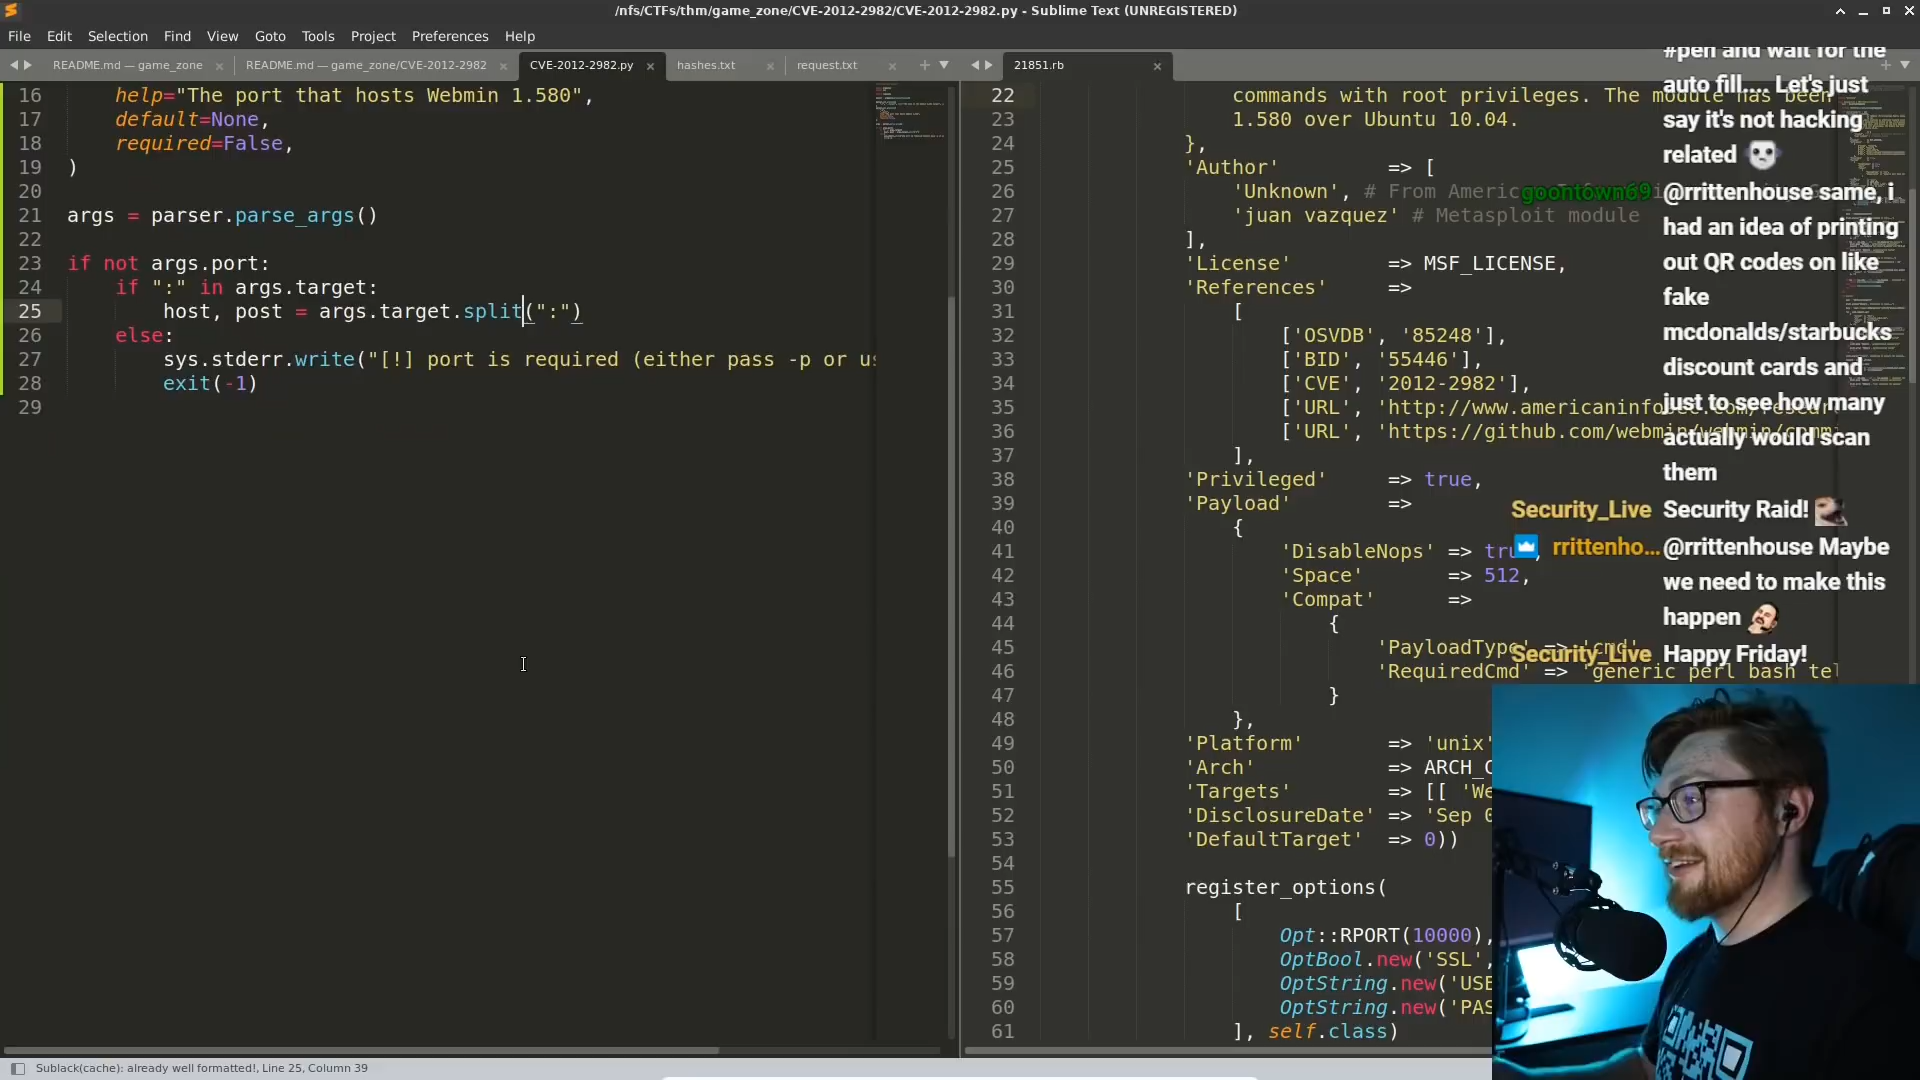 /nfs/CTFs/thm/game_zone/CVE-2012-2982/CVE-2012-2982.py - Sublime Text (UNREGISTERED)
File Edit Selection Find View Goto Tools Project Preferences Help
README.md — game_zone
README.md — game_zone/CVE-2012-2982
CVE-2012-2982.py
hashes.txt
request.txt
21851.rb
16 help="The port that hosts Webmin 1.580",
17 default=None,
18 required=False,
19 )
20
21 args = parser.parse_args()
22
23 if not args.port:
24 if ":" in args.target:
25 host, post = args.target.split(":")
26 else:
27 sys.stderr.write("[!] port is required (either pass -p or us
28 exit(-1)
29
22 commands with root privileges. The module has been
23 1.580 over Ubuntu 10.04.
24 },
25 'Author' => [
26 'Unknown', # From American
27 'juan vazquez' # Metasploit module
28 ],
29 'License' => MSF_LICENSE,
30 'References' =>
31 [
32 ['OSVDB', '85248'],
33 ['BID', '55446'],
34 ['CVE', '2012-2982'],
35 ['URL', 'http://www.americaninfosec.com/resear
36 ['URL', 'https://github.com/webmin/webmin/comm
37 ],
38 'Privileged' => true,
39 'Payload' =>
40 {
41 'DisableNops' => true,
42 'Space' => 512,
43 'Compat' =>
44 {
45 'PayloadType' => 'cmd'
46 'RequiredCmd' => 'generic perl bash tel
47 }
48 },
49 'Platform' => 'unix'
50 'Arch' => ARCH_C
51 'Targets' => [[ 'We
52 'DisclosureDate' => 'Sep 0
53 'DefaultTarget' => 0))
54
55 register_options(
56 [
57 Opt::RPORT(10000),
58 OptBool.new('SSL',
59 OptString.new('USE
60 OptString.new('PAS
61 ], self.class)
#pen and wait for the
auto fill.... Let's just
say it's not hacking
related
goontown69 @rrittenhouse same, i
had an idea of printing
out QR codes on like
fake
mcdonalds/starbucks
discount cards and
just to see how many
actually would scan
them
Security_Live Security Raid!
rrittenho... @rrittenhouse Maybe
we need to make this
happen
Security_Live Happy Friday!
Sublack(cache): already well formatted!, Line 25, Column 39